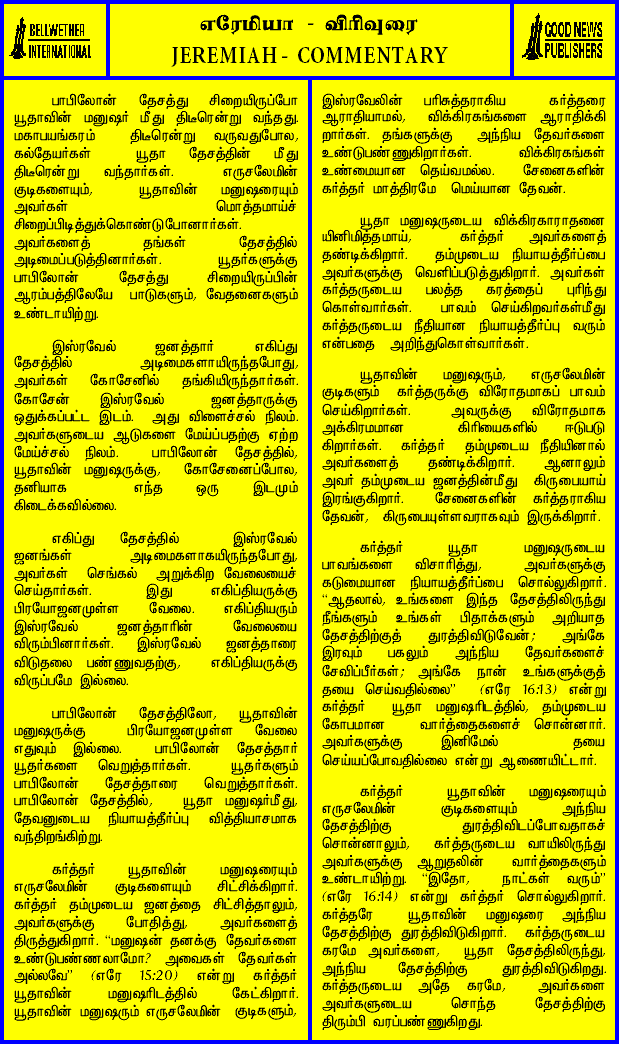 BELLWETHER
INTERNATIONAL
எரேமியா - விரிவுரை
JEREMIAH - COMMENTARY
GOOD NEWS
PUBLISHERS
பாபிலோன் தேசத்து சிறையிருப்போ
யூதாவின் மனுஷர் மீது திடீரென்று வந்தது.
மகாபயங்கரம் திடீரென்று வருவதுபோல,
கல்தேயர்கள் யூதா தேசத்தின் மீது
திடீரென்று வந்தார்கள். எருசலேமின்
குடிகளையும், யூதாவின் மனுஷரையும்
அவர்கள் மொத்தமாய்ச்
சிறைப்பிடித்துக்கொண்டுபோனார்கள்.
அவர்களைத் தங்கள் தேசத்தில்
அடிமைப்படுத்தினார்கள். யூதர்களுக்கு
பாபிலோன் தேசத்து சிறையிருப்பின்
ஆரம்பத்திலேயே பாடுகளும், வேதனைகளும்
உண்டாயிற்று.
இஸ்ரவேல் ஜனத்தார் எகிப்து
தேசத்தில் அடிமைகளாயிருந்தபோது,
அவர்கள் கோசேனில் தங்கியிருந்தார்கள்.
கோசேன் இஸ்ரவேல் ஜனத்தாருக்கு
ஒதுக்கப்பட்ட இடம். அது விளைச்சல் நிலம்.
அவர்களுடைய ஆடுகளை மேய்ப்பதற்கு ஏற்ற
மேய்ச்சல் நிலம். பாபிலோன் தேசத்தில்,
யூதாவின் மனுஷருக்கு, கோசேனைப்போல,
தனியாக எந்த ஒரு இடமும்
கிடைக்கவில்லை.
எகிப்து தேசத்தில் இஸ்ரவேல்
ஜனங்கள் அடிமைகளாகயிருந்தபோது,
அவர்கள் செங்கல் அறுக்கிற வேலையைச்
செய்தார்கள். இது எகிப்தியருக்கு
பிரயோஜனமுள்ள வேலை. எகிப்தியரும்
இஸ்ரவேல் ஜனத்தாரின் வேலையை
விரும்பினார்கள். இஸ்ரவேல் ஜனத்தாரை
விடுதலை பண்ணுவதற்கு, எகிப்தியருக்கு
விருப்பமே இல்லை.
பாபிலோன் தேசத்திலோ, யூதாவின்
மனுஷருக்கு பிரயோஜனமுள்ள வேலை
எதுவும் இல்லை. பாபிலோன் தேசத்தார்
யூதர்களை வெறுத்தார்கள். யூதர்களும்
பாபிலோன் தேசத்தாரை வெறுத்தார்கள்.
பாபிலோன் தேசத்தில், யூதா மனுஷர்மீது,
தேவனுடைய நியாயத்தீர்ப்பு வித்தியாசமாக
வந்திறங்கிற்று.
கர்த்தர் யூதாவின் மனுஷரையும்
எருசலேமின் குடிகளையும் சிட்சிக்கிறார்.
கர்த்தர் தம்முடைய ஜனத்தை சிட்சித்தாலும்,
அவர்களுக்கு போதித்து, அவர்களைத்
திருத்துகிறார். “மனுஷன் தனக்கு தேவர்களை
உண்டுபண்ணலாமோ? அவைகள் தேவர்கள்
அல்லவே” (எரே 15:20) என்று கர்த்தர்
யூதாவின் மனுஷரிடத்தில் கேட்கிறார்.
யூதாவின் மனுஷரும் எருசலேமின் குடிகளும்,
இஸ்ரவேலின் பரிசுத்தராகிய கர்த்தரை
ஆராதியாமல், விக்கிரகங்களை ஆராதிக்கி
றார்கள். தங்களுக்கு அந்நிய தேவர்களை
உண்டுபண்ணுகிறார்கள். விக்கிரகங்கள்
உண்மையான தெய்வமல்ல. சேனைகளின்
கர்த்தர் மாத்திரமே மெய்யான தேவன்.
யூதா மனுஷருடைய விக்கிரகாராதனை
யினிமித்தமாய், கர்த்தர் அவர்களைத்
தண்டிக்கிறார். தம்முடைய நியாயத்தீர்ப்பை
அவர்களுக்கு வெளிப்படுத்துகிறார். அவர்கள்
கர்த்தருடைய பலத்த கரத்தைப் புரிந்து
கொள்வார்கள். பாவம் செய்கிறவர்கள்மீது
கர்த்தருடைய நீதியான நியாயத்தீர்ப்பு வரும்
என்பதை அறிந்துகொள்வார்கள்.
யூதாவின் மனுஷரும், எருசலேமின்
குடிகளும் கர்த்தருக்கு விரோதமாகப் பாவம்
செய்கிறார்கள். அவருக்கு விரோதமாக
அக்கிரமமான கிரியைகளில் ஈடுபடு
கிறார்கள். கர்த்தர் தம்முடைய நீதியினால்
அவர்களைத் தண்டிக்கிறார். ஆனாலும்
அவர் தம்முடைய ஜனத்தின்மீது கிருபையாய்
இரங்குகிறார். சேனைகளின் கர்த்தராகிய
தேவன், கிருபையுள்ளவராகவும் இருக்கிறார்.
கர்த்தர் யூதா மனுஷருடைய
பாவங்களை விசாரித்து, அவர்களுக்கு
கடுமையான நியாயத்தீர்ப்பை சொல்லுகிறார்.
“ஆதலால், உங்களை இந்த தேசத்திலிருந்து
நீங்களும் உங்கள் பிதாக்களும் அறியாத
தேசத்திற்குத் துரத்திவிடுவேன்; அங்கே
இரவும் பகலும் அந்நிய தேவர்களைச்
சேவிப்பீர்கள்; அங்கே நான் உங்களுக்குத்
தயை செய்வதில்லை” (எரே 16:13) என்று
கர்த்தர் யூதா மனுஷரிடத்தில், தம்முடைய
கோபமான வார்த்தைகளைச் சொன்னார்.
அவர்களுக்கு இனிமேல் தயை
செய்யப்போவதில்லை என்று ஆணையிட்டார்.
கர்த்தர் யூதாவின் மனுஷரையும்
எருசலேமின் குடிகளையும் அந்நிய
தேசத்திற்கு துரத்திவிடப்போவதாகச்
சொன்னாலும், கர்த்தருடைய வாயிலிருந்து
அவர்களுக்கு ஆறுதலின் வார்த்தைகளும்
உண்டாயிற்று. “இதோ, நாட்கள் வரும்”
(எரே 16:14) என்று கர்த்தர் சொல்லுகிறார்.
கர்த்தரே யூதாவின் மனுஷரை அந்நிய
தேசத்திற்கு துரத்திவிடுகிறார். கர்த்தருடைய
கரமே அவர்களை, யூதா தேசத்திலிருந்து,
அந்நிய தேசத்திற்கு துரத்திவிடுகிறது.
கர்த்தருடைய அதே கரமே, அவர்களை
அவர்களுடைய சொந்த தேசத்திற்கு
திரும்பி வரப்பண்ணுகிறது.